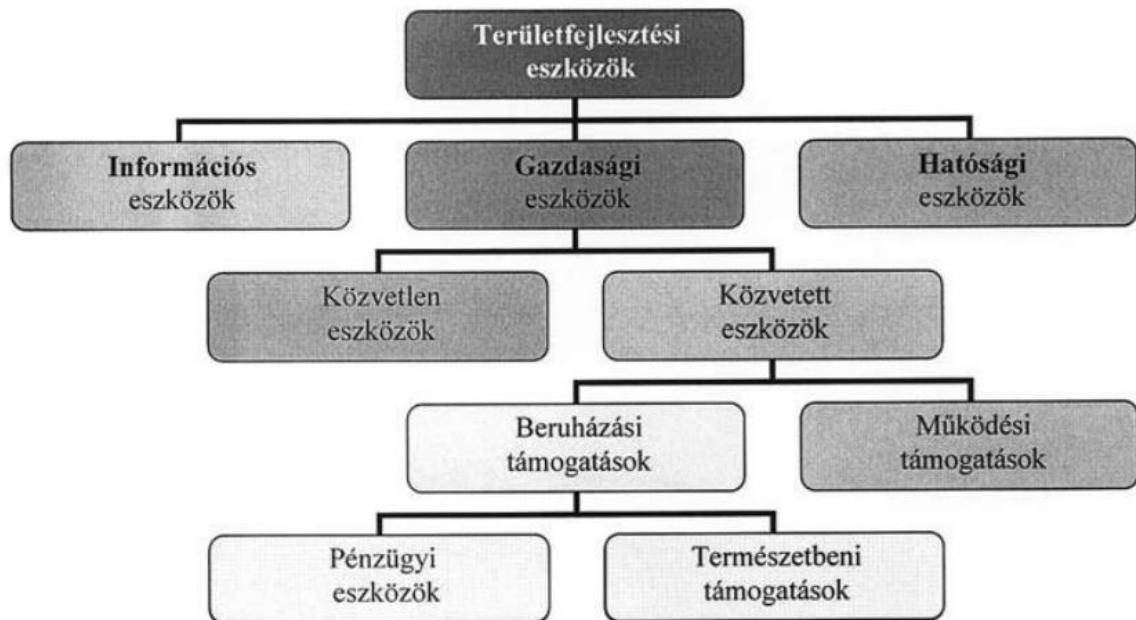 Területfejlesztési
eszközök
Információs
eszközök
Gazdasági
eszközök
Hatósági
eszközök
Közvetlen
eszközök
Közvetett
eszközök
Beruházási
támogatások
Működési
támogatások
Pénzügyi
eszközök
Természetbeni
támogatások